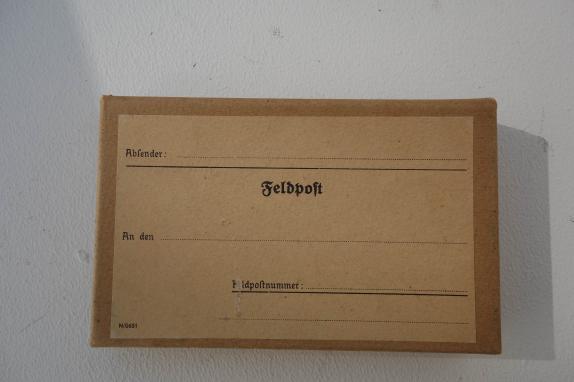 Absender:
Feldpost
An den
Feldpostnummer: